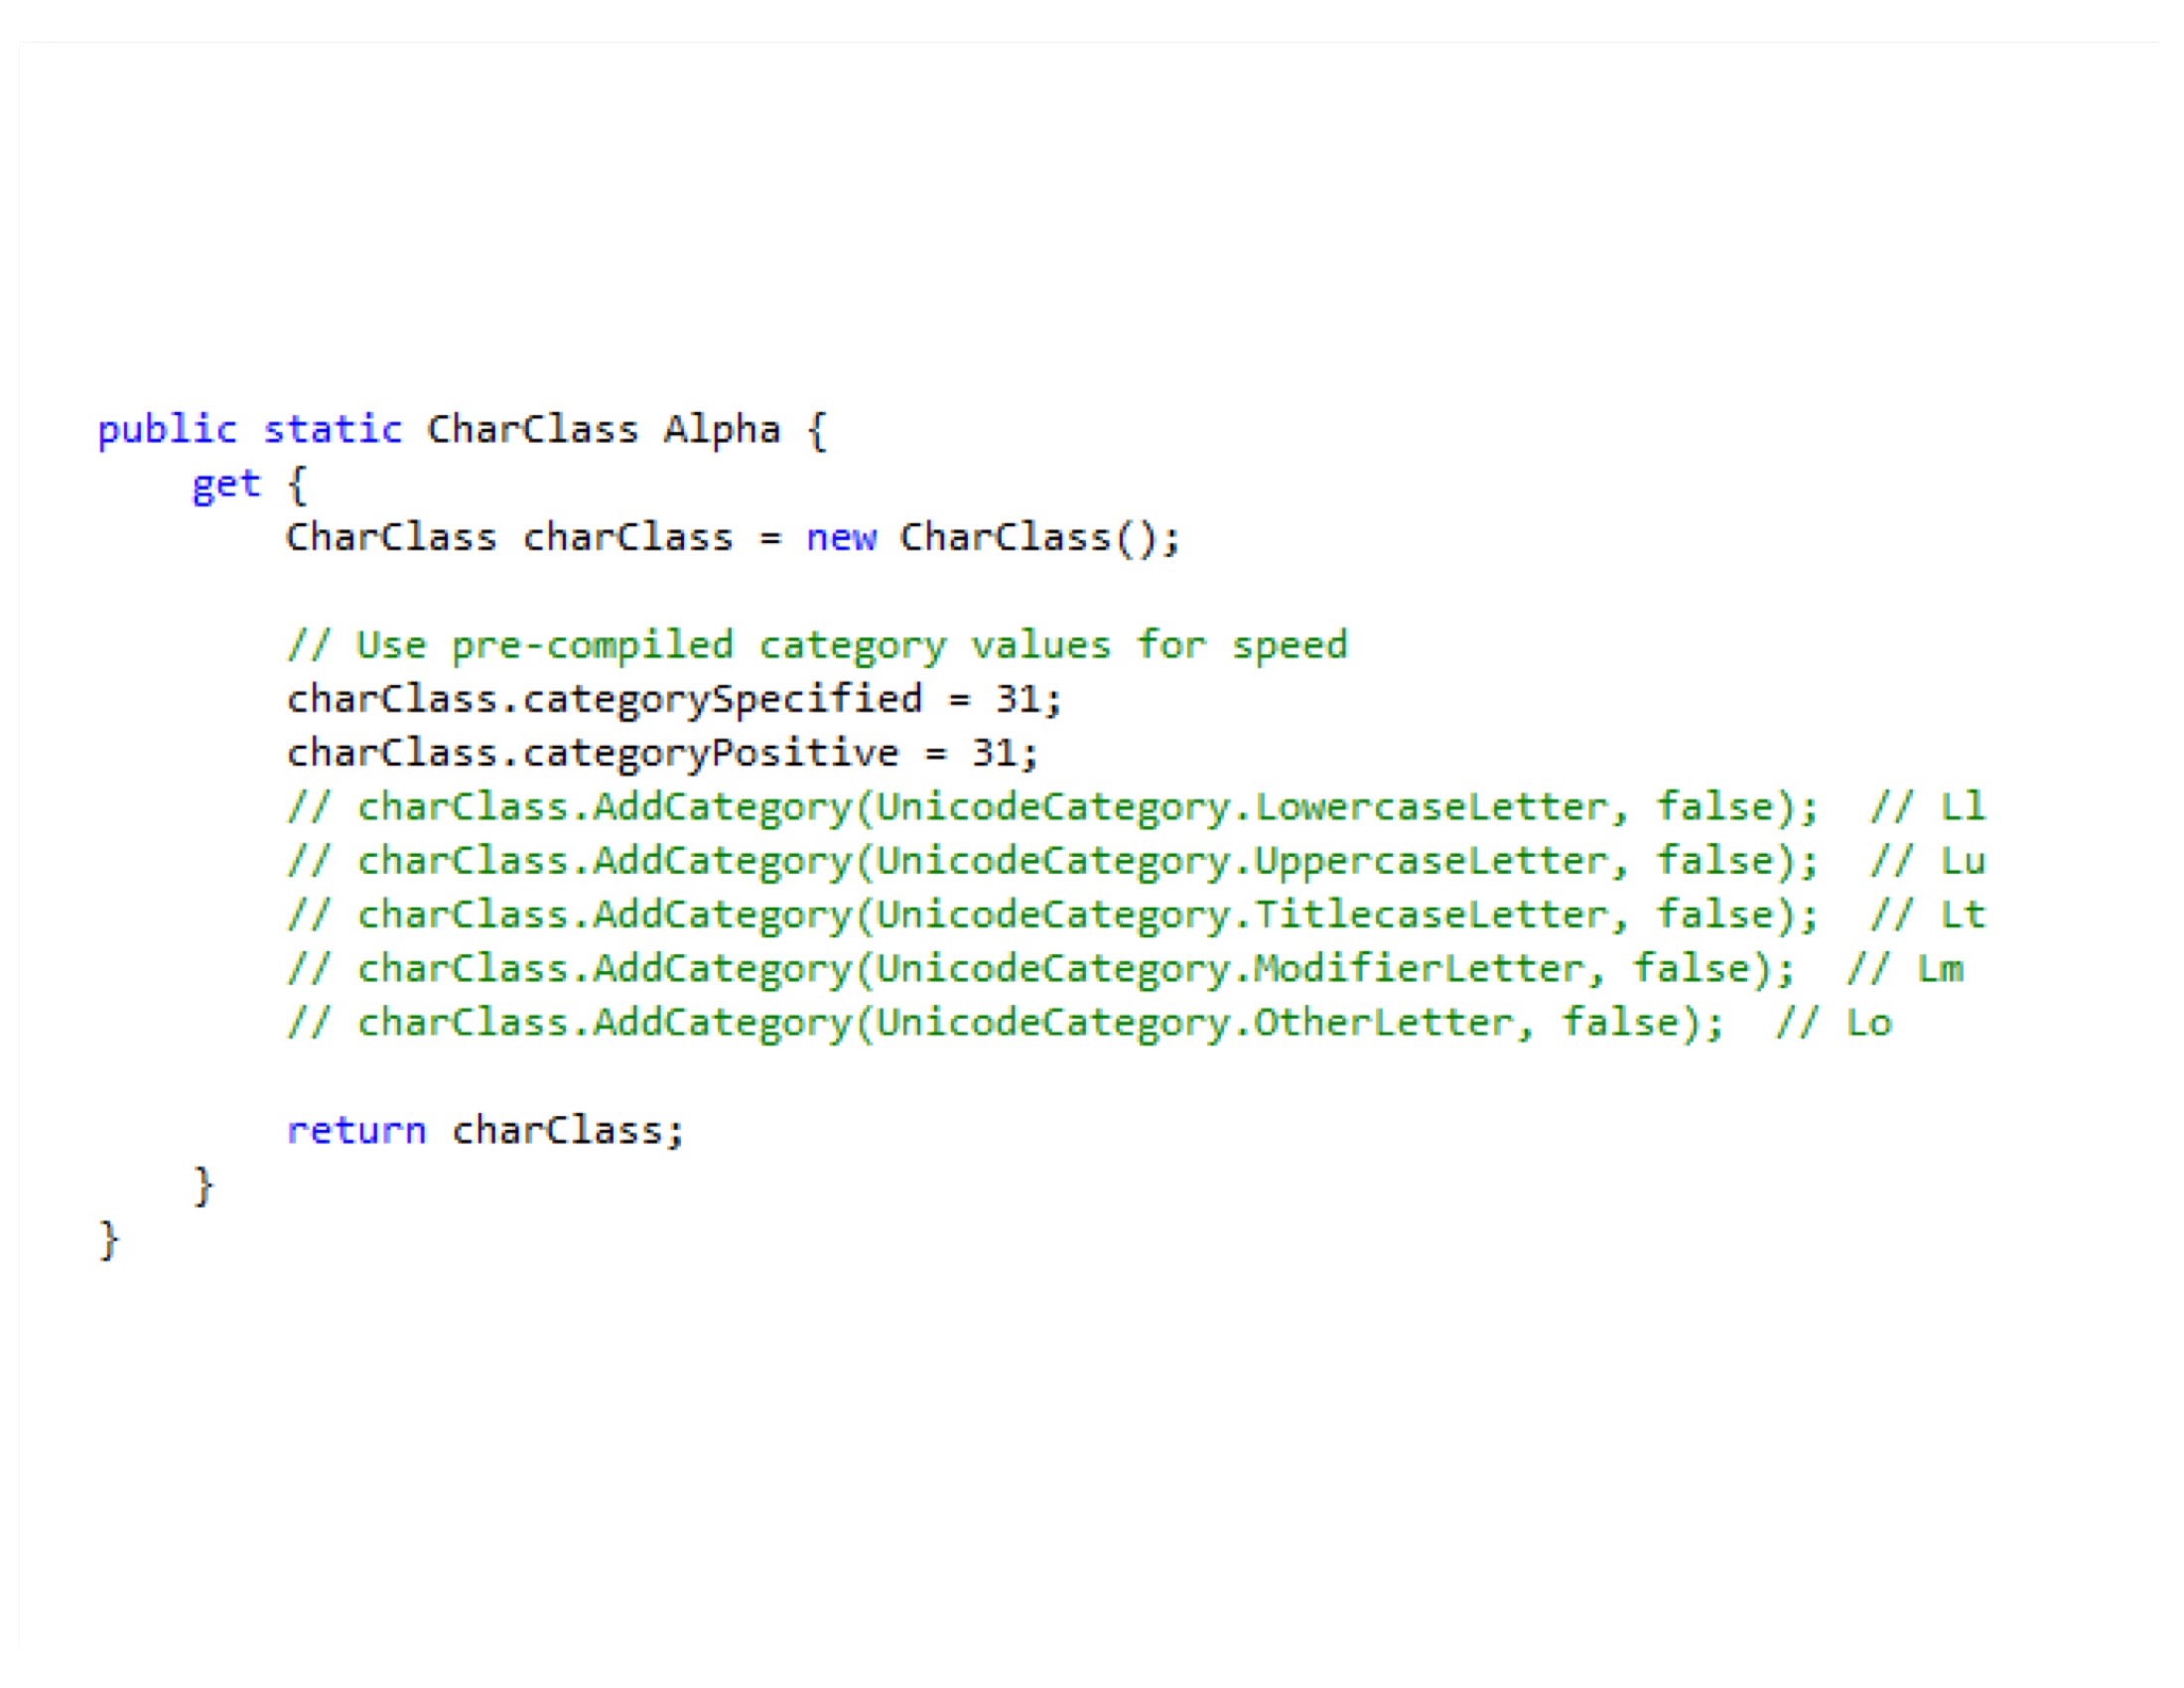 public static CharClass Alpha {
    get {
        CharClass charClass = new CharClass();

        // Use pre-compiled category values for speed
        charClass.categorySpecified = 31;
        charClass.categoryPositive = 31;
        // charClass.AddCategory(UnicodeCategory.LowercaseLetter, false);  // Ll
        // charClass.AddCategory(UnicodeCategory.UppercaseLetter, false);  // Lu
        // charClass.AddCategory(UnicodeCategory.TitlecaseLetter, false);  // Lt
        // charClass.AddCategory(UnicodeCategory.ModifierLetter, false);  // Lm
        // charClass.AddCategory(UnicodeCategory.OtherLetter, false);  // Lo

        return charClass;
    }
}